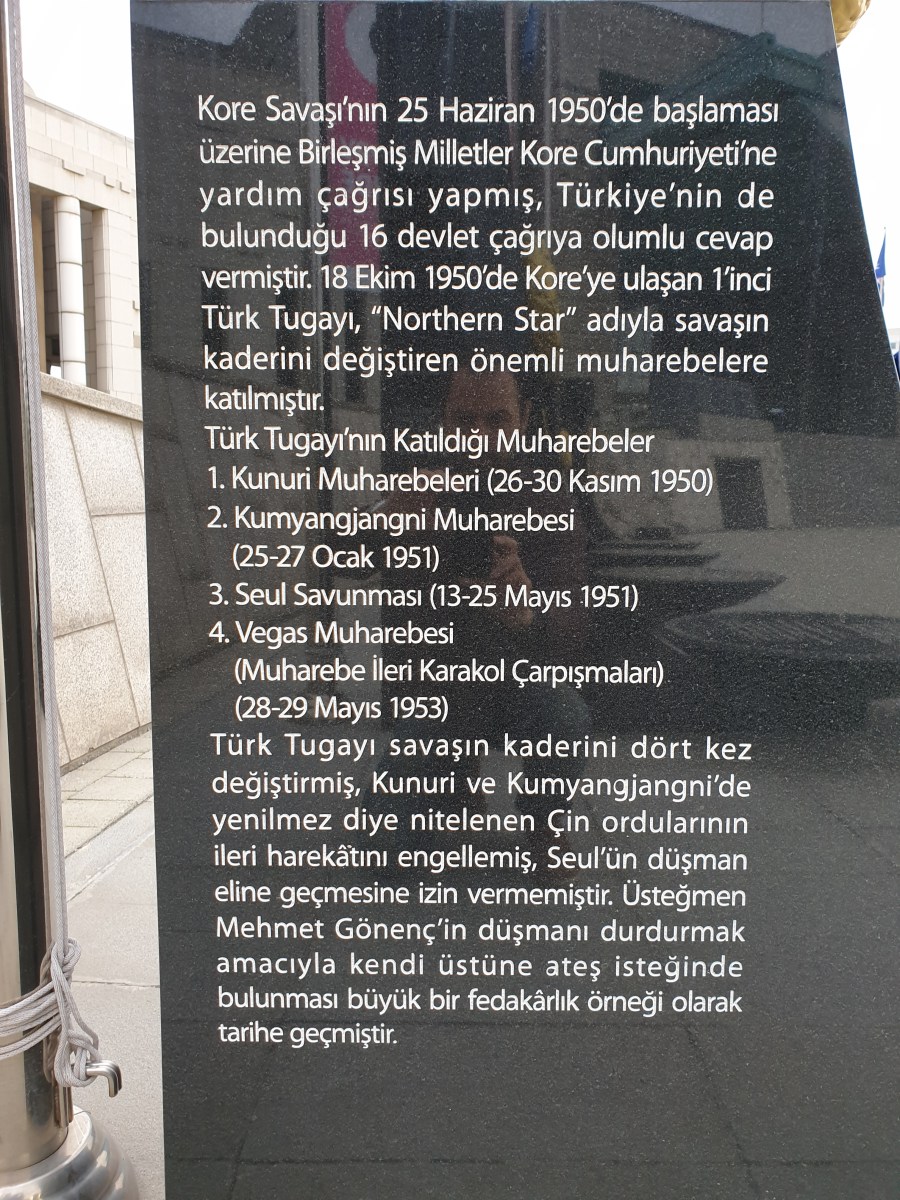 Kore Savaşı'nın 25 Haziran 1950'de başlaması
üzerine Birleşmiş Milletler Kore Cumhuriyeti'ne
yardım çağrısı yapmış, Türkiye'nin de
bulunduğu 16 devlet çağrıya olumlu cevap
vermiştir. 18 Ekim 1950'de Kore'ye ulaşan 1'inci
Türk Tugayı, “Northern Star” adıyla savaşın
kaderini değiştiren önemli muharebelere
katılmıştır.
Türk Tugayı'nın Katıldığı Muharebeler
1. Kunuri Muharebeleri (26-30 Kasım 1950)
2. Kumyangjangni Muharebesi
(25-27 Ocak 1951)
3. Seul Savunması (13-25 Mayıs 1951)
4. Vegas Muharebesi
(Muharebe İleri Karakol Çarpışmaları)
(28-29 Mayıs 1953)
Türk Tugayı savaşın kaderini dört kez
değiştirmiş, Kunuri ve Kumyangjangni'de
yenilmez diye nitelenen Çin ordularının
ileri harekâtını engellemiş, Seul'ün düşman
eline geçmesine izin vermemiştir. Üsteğmen
Mehmet Gönenç'in düşmanı durdurmak
amacıyla kendi üstüne ateş isteğinde
bulunması büyük bir fedakârlık örneği olarak
tarihe geçmiştir.